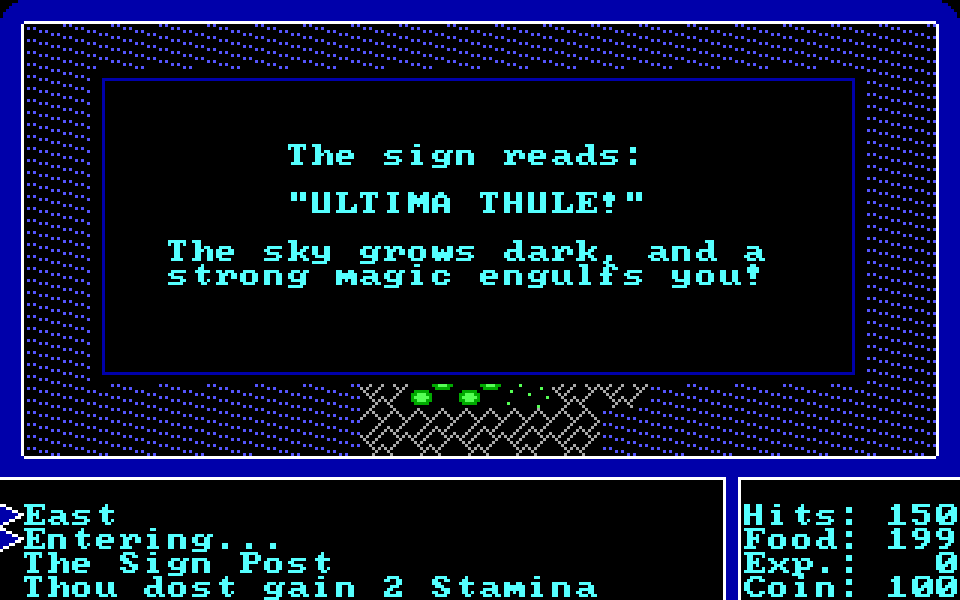 The sign reads:
"ULTIMA THULE!"
The sky grows dark, and a
strong magic engulfs you!
East
Entering...
The Sign Post
Thou dost gain 2 Stamina
Hits: 150
Food: 199
Exp.: 0
Coin: 100